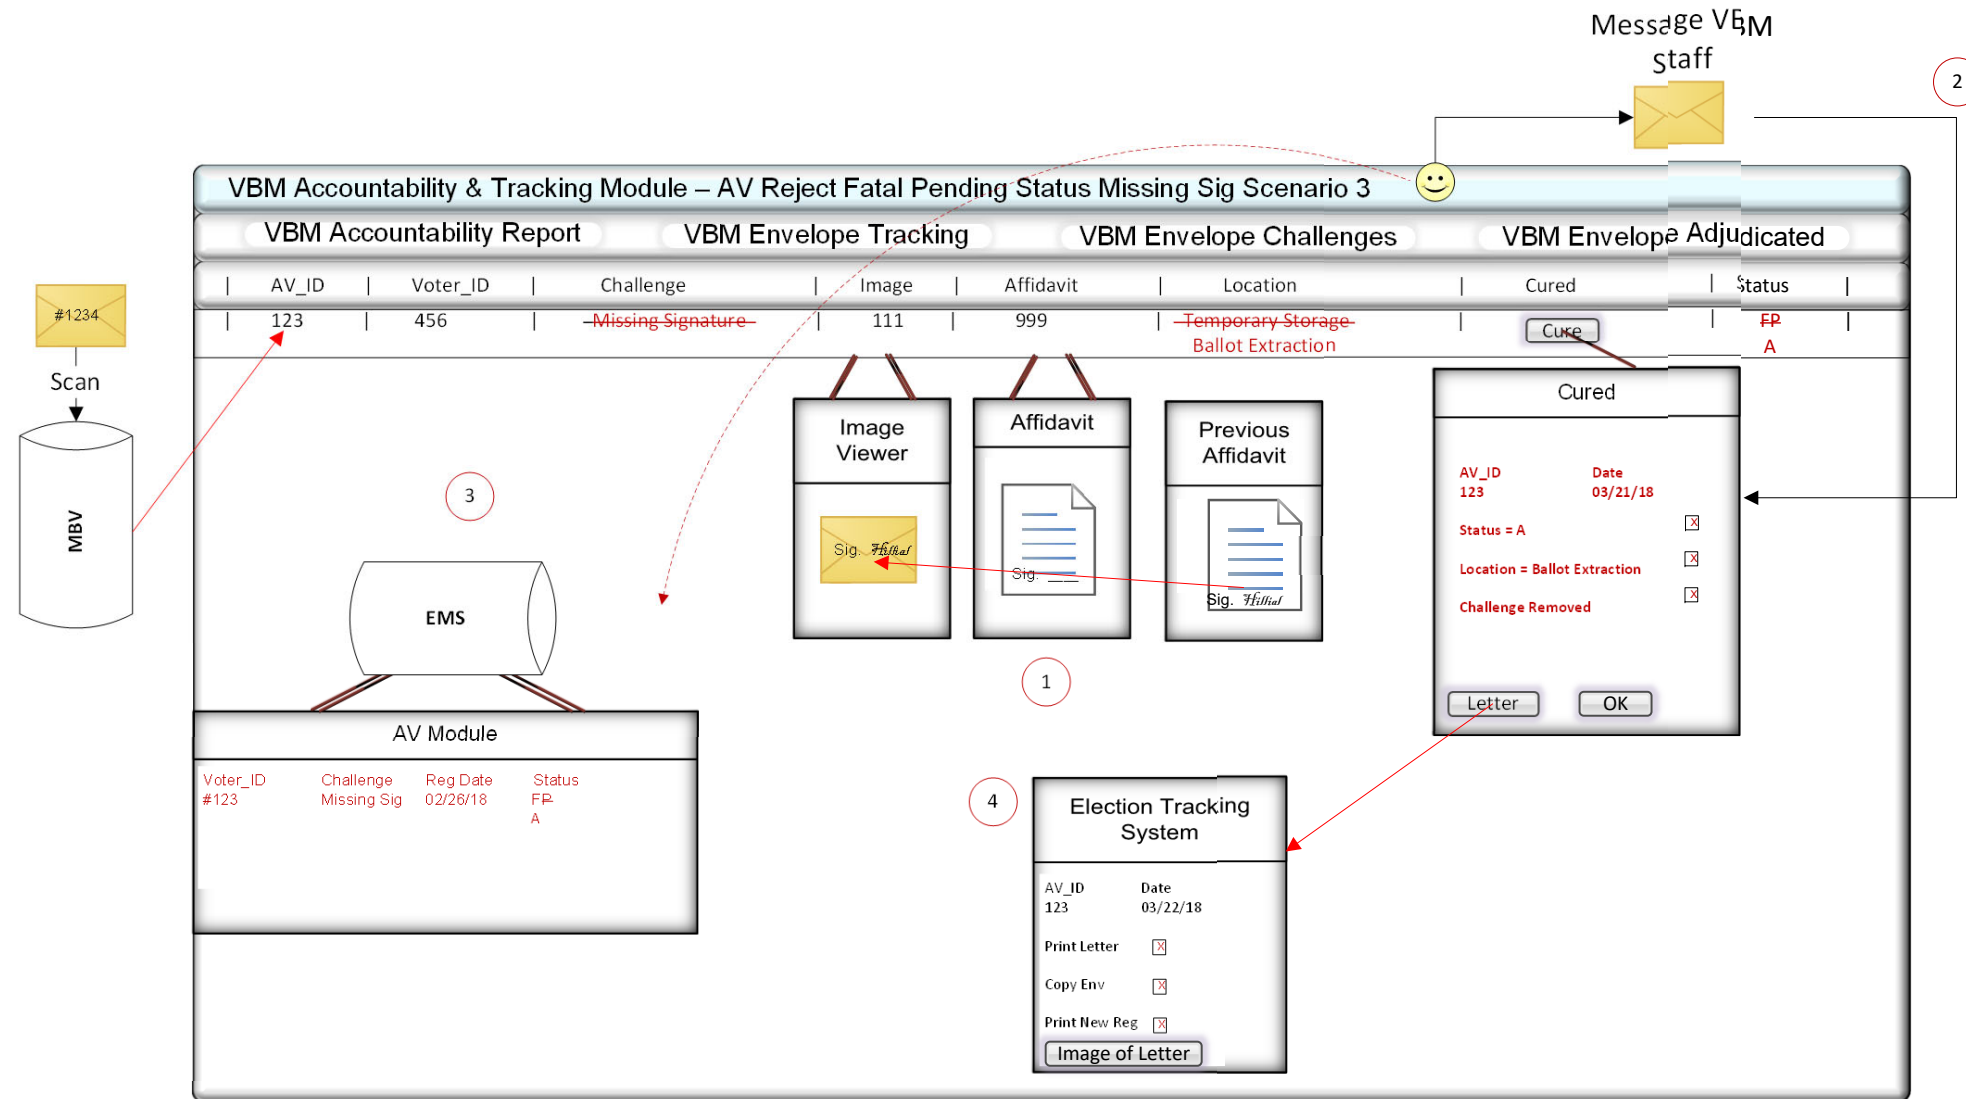 Message VBM
Staff
2
VBM Accountability & Tracking Module – AV Reject Fatal Pending Status Missing Sig Scenario 3
VBM Accountability Report VBM Envelope Tracking VBM Envelope Challenges VBM Envelope Adjudicated
| AV_ID | Voter_ID | Challenge | Image | Affidavit | Location | Cured | Status |
| 123 | 456 | Missing Signature | 111 | 999 | Temporary Storage | Cure | FP |
Ballot Extraction A
#1234
Scan
MBV
3
EMS
AV Module
Voter_ID Challenge Reg Date Status
#123 Missing Sig 02/26/18 FP
A
Image
Viewer
Sig. Hillial
Affidavit
Sig. ___
Previous
Affidavit
Sig. Hillial
1
Cured
AV_ID Date
123 03/21/18
Status = A X
Location = Ballot Extraction X
Challenge Removed X
Letter OK
4
Election Tracking
System
AV_ID Date
123 03/22/18
Print Letter X
Copy Env X
Print New Reg X
Image of Letter